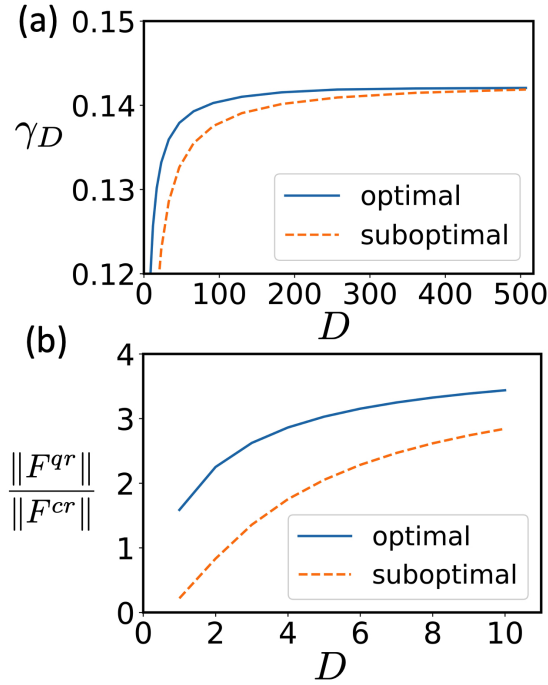 (a)
0.15
0.14
γ_D
0.13
0.12
optimal
suboptimal
0 100 200 300 400 500
D
(b)
4
3
2
1
0
‖F^{qr}‖
‖F^{cr}‖
optimal
suboptimal
0 2 4 6 8 10
D